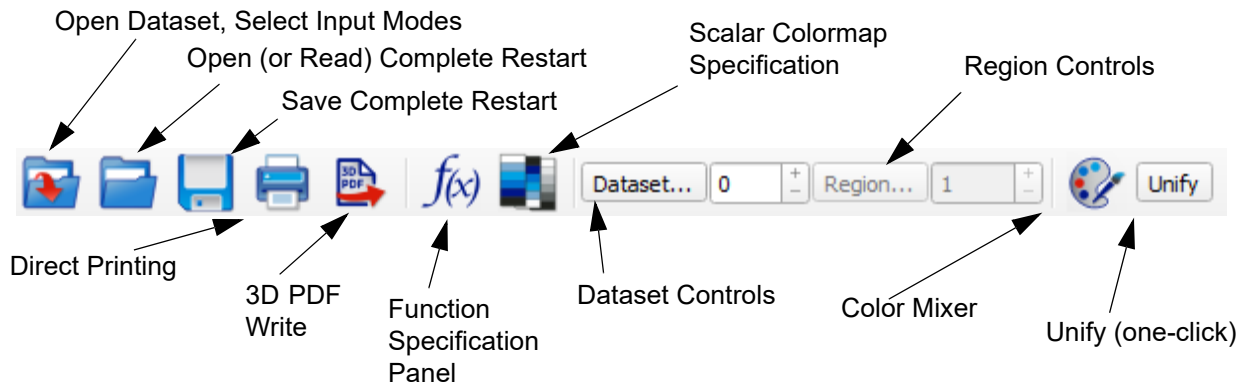 Open Dataset, Select Input Modes
Open (or Read) Complete Restart
Save Complete Restart
Scalar Colormap
Specification
Region Controls
3D
PDF
f(x)
Dataset...
0
+
-
Region...
1
+
-
Unify
Direct Printing
3D PDF
Write
Function
Specification
Panel
Dataset Controls
Color Mixer
Unify (one-click)